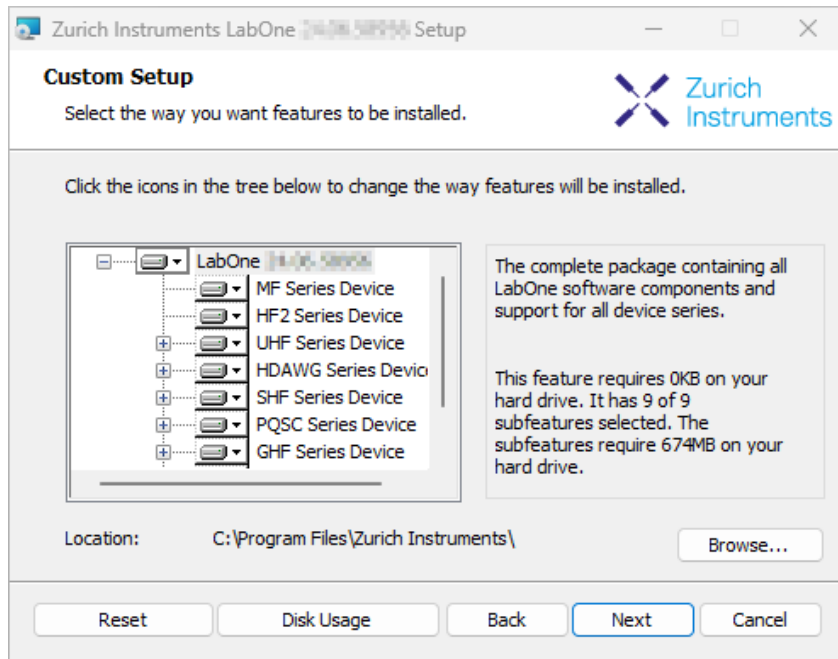 Zurich Instruments LabOne Setup
Custom Setup
Select the way you want features to be installed.
Zurich
Instruments
Click the icons in the tree below to change the way features will be installed.
LabOne
MF Series Device
HF2 Series Device
UHF Series Device
HDAWG Series Devic
SHF Series Device
PQSC Series Device
GHF Series Device
The complete package containing all
LabOne software components and
support for all device series.
This feature requires 0KB on your
hard drive. It has 9 of 9
subfeatures selected. The
subfeatures require 674MB on your
hard drive.
Location: C:\Program Files\Zurich Instruments\
Browse...
Reset Disk Usage Back Next Cancel